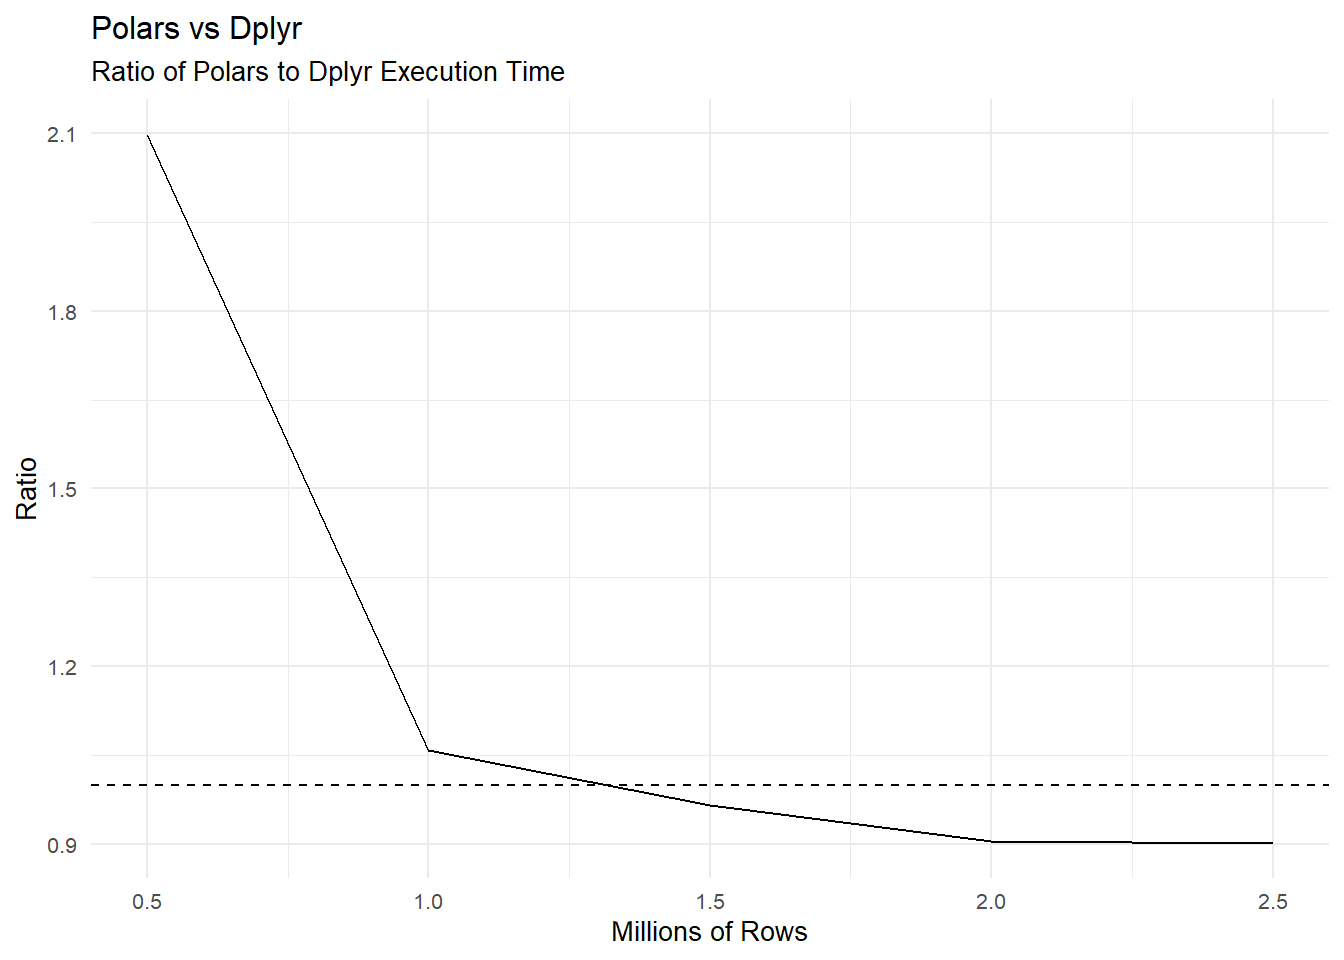 Polars vs Dplyr
Ratio of Polars to Dplyr Execution Time
2.1
1.8
1.5
1.2
0.9
Ratio
0.5
1.0
1.5
2.0
2.5
Millions of Rows